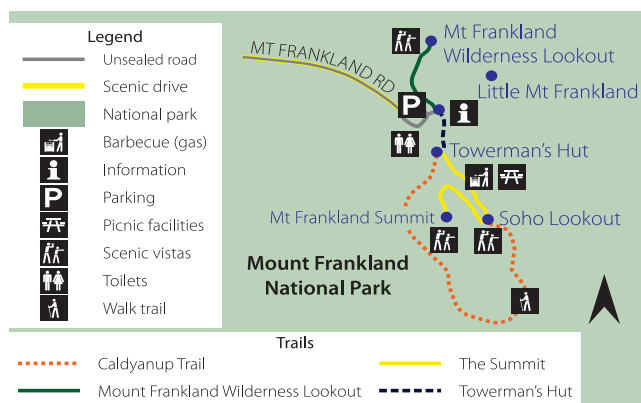 Legend
Unsealed road
Scenic drive
National park
Barbecue (gas)
Information
Parking
Picnic facilities
Scenic vistas
Toilets
Walk trail
P
MT FRANKLAND RD
Mt Frankland
Wilderness Lookout
Little Mt Frankland
P
Towerman's Hut
Mt Frankland Summit
Soho Lookout
Mount Frankland
National Park
Trails
Caldyanup Trail
The Summit
Mount Frankland Wilderness Lookout
Towerman's Hut